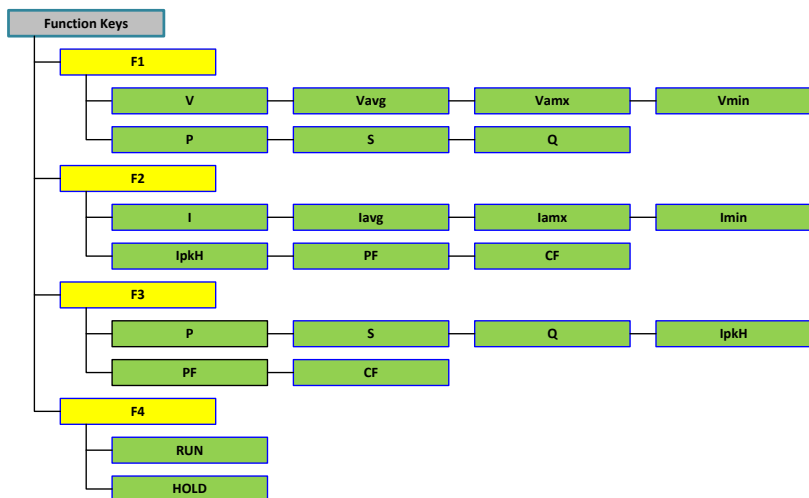 Function Keys
F1
V Vavg Vamx Vmin
P S Q
F2
I Iavg Iamx Imin
IpkH PF CF
F3
P S Q IpkH
PF CF
F4
RUN
HOLD